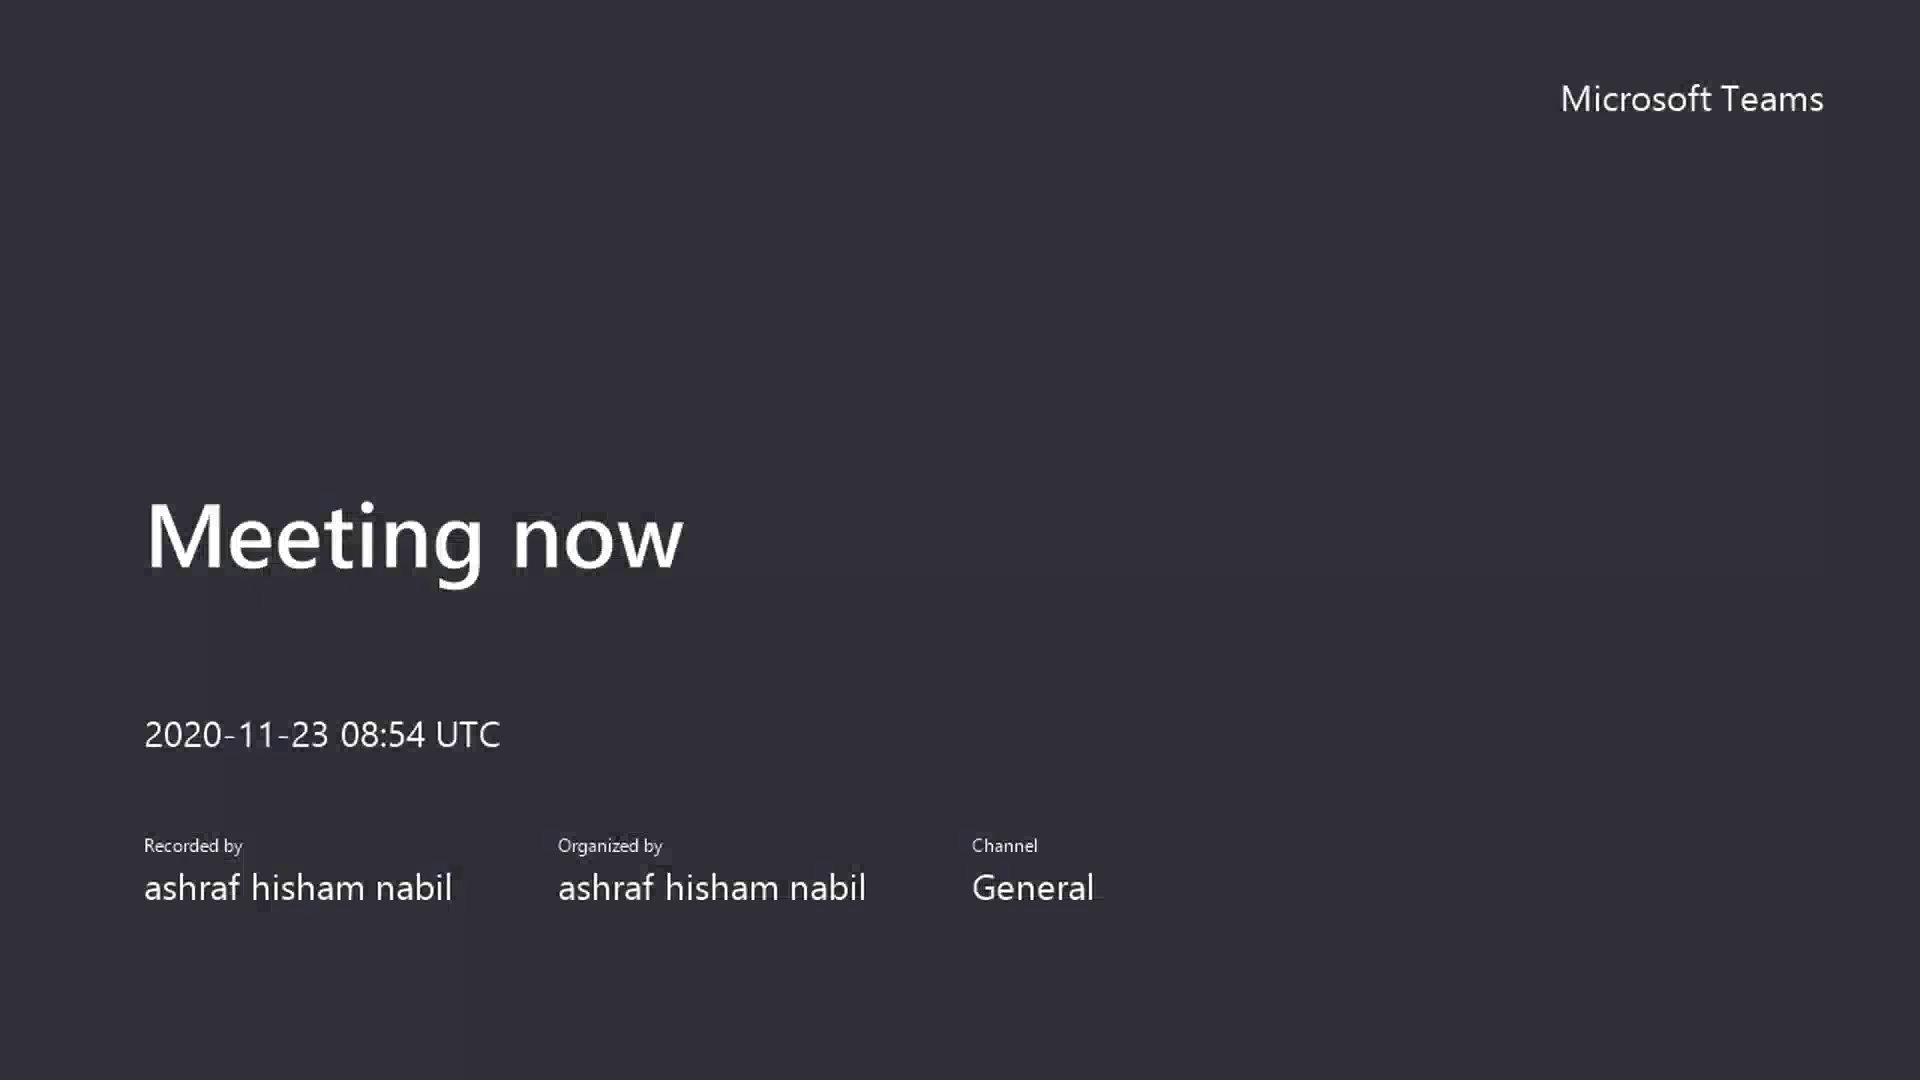 Microsoft Teams
Meeting now
2020-11-23 08:54 UTC
Recorded by
ashraf hisham nabil
Organized by
ashraf hisham nabil
Channel
General